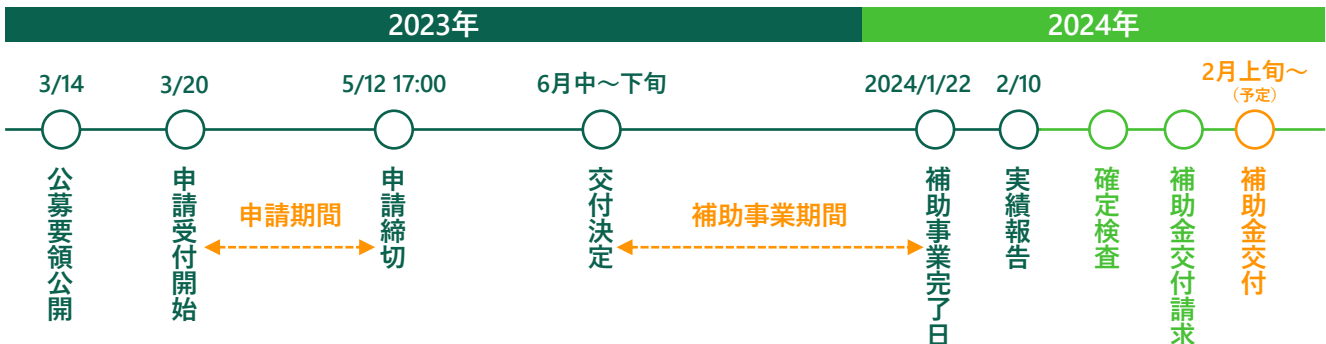 2023年
2024年
3/14
3/20
5/12 17:00
6月中～下旬
2024/1/22
2/10
2月上旬～
（予定）
公募要領公開
申請受付開始
申請期間
申請締切
交付決定
補助事業期間
補助事業完了日
実績報告
確定検査
補助金交付請求
補助金交付